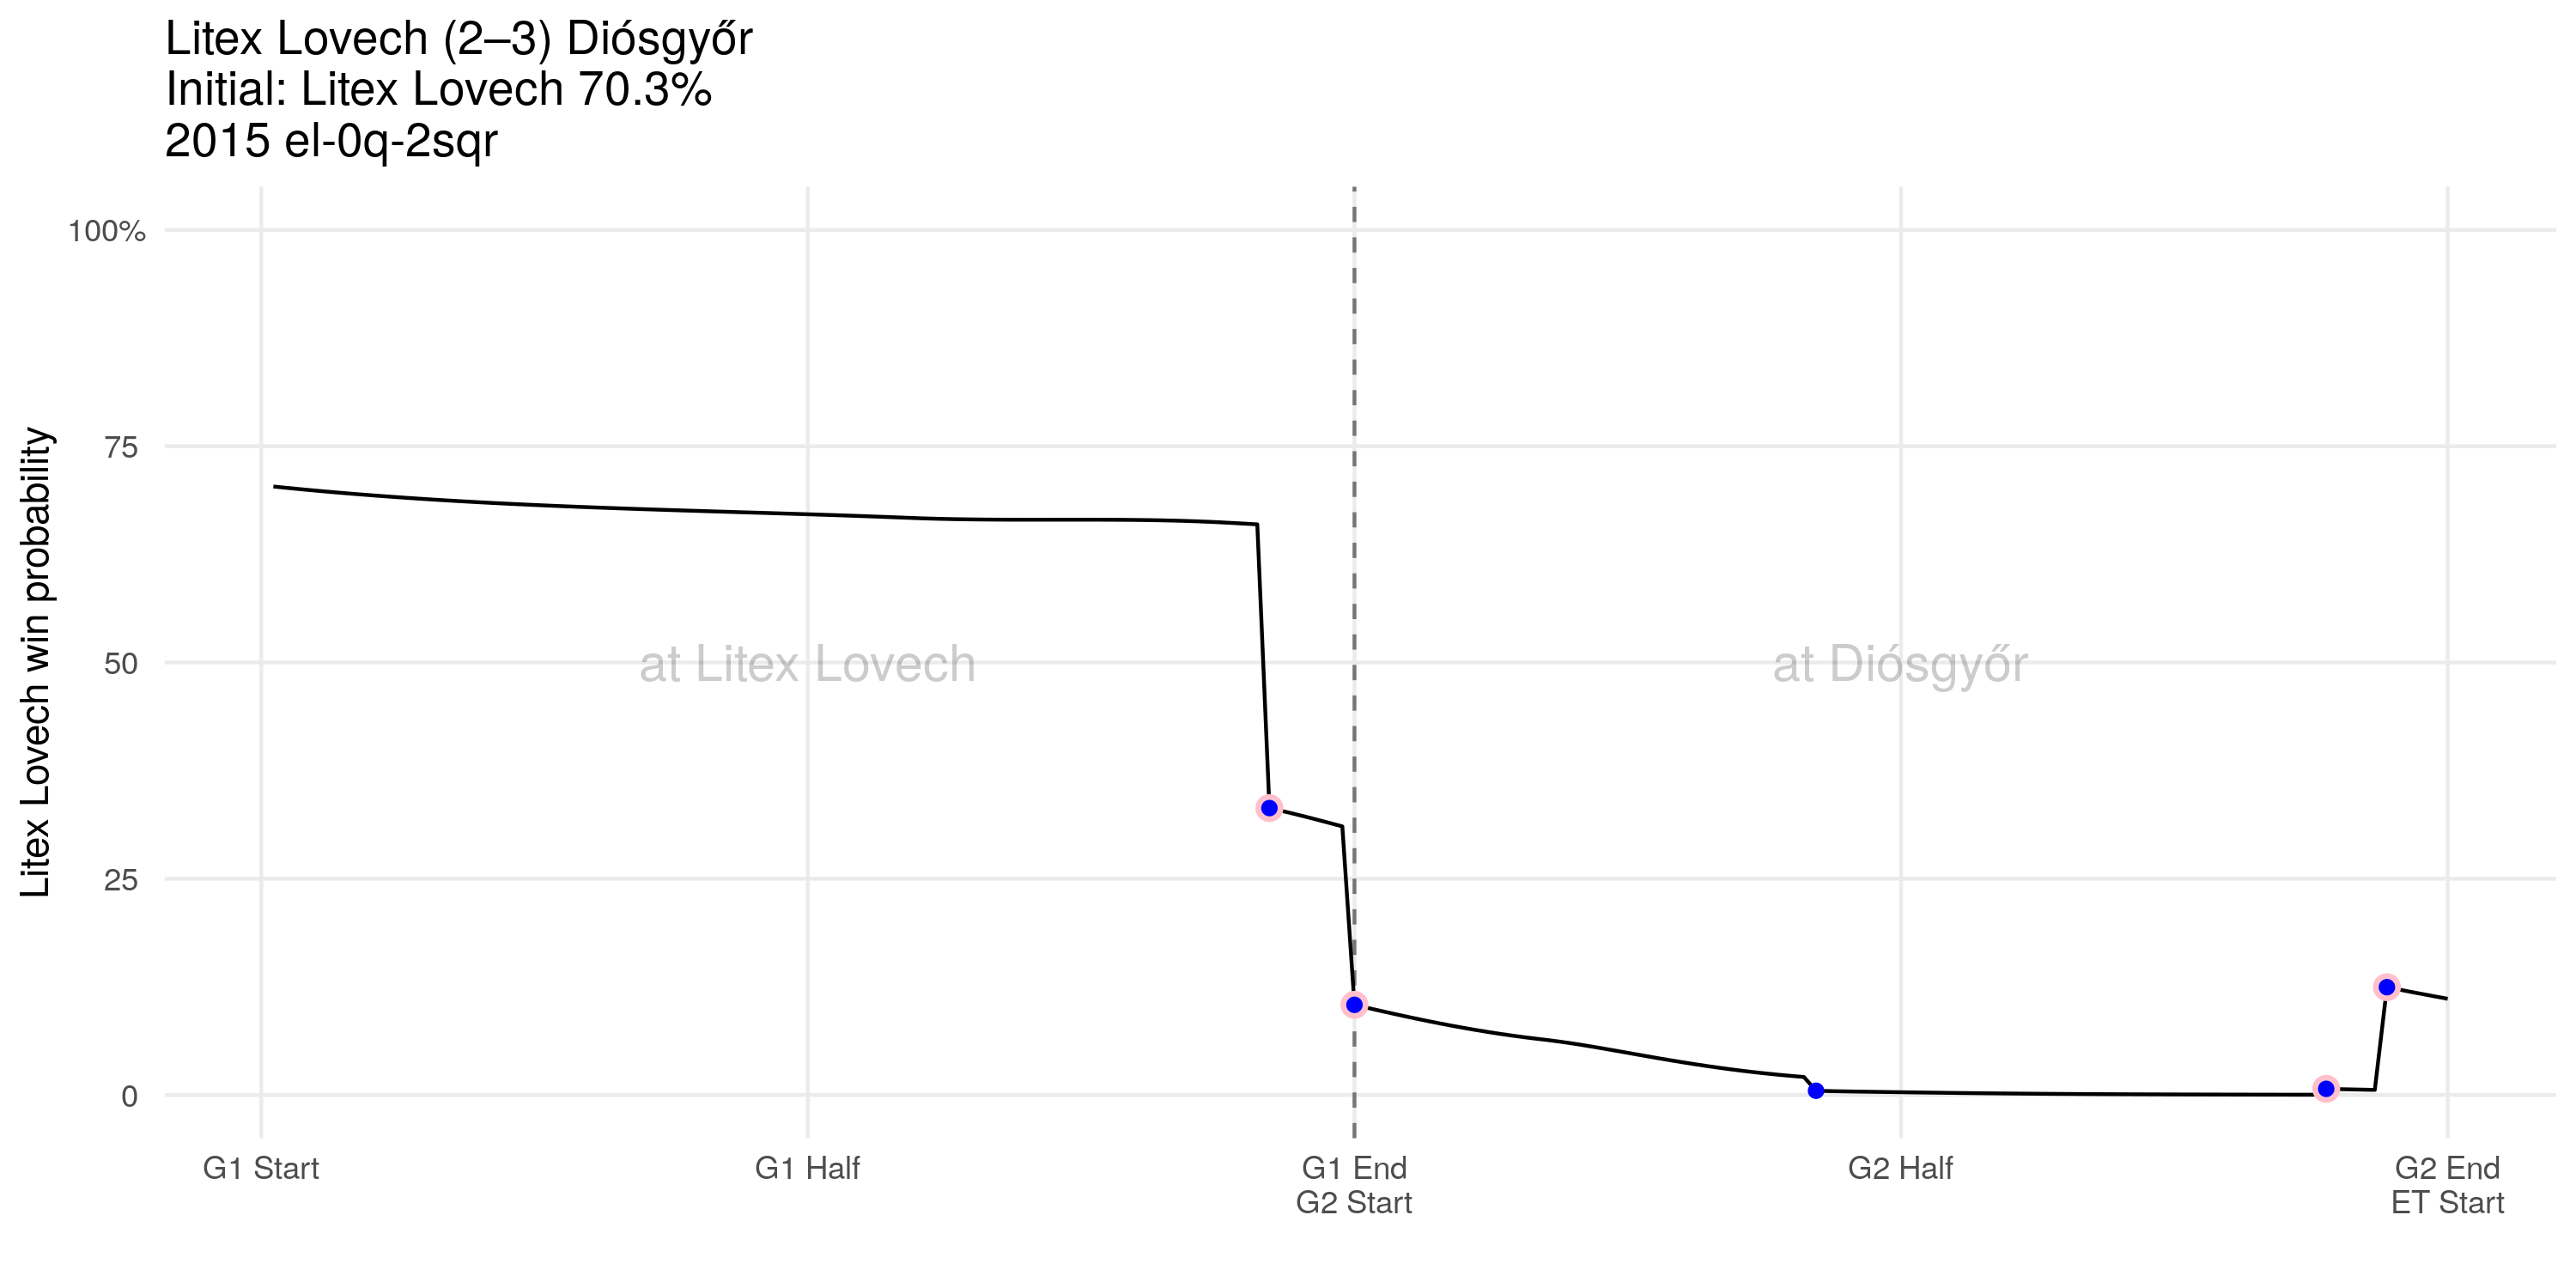 Litex Lovech (2–3) Diósgyőr
Initial: Litex Lovech 70.3%
2015 el-0q-2sqr
Litex Lovech win probability
100%
75
50
25
0
at Litex Lovech
at Diósgyőr
G1 Start
G1 Half
G1 End
G2 Start
G2 Half
G2 End
ET Start